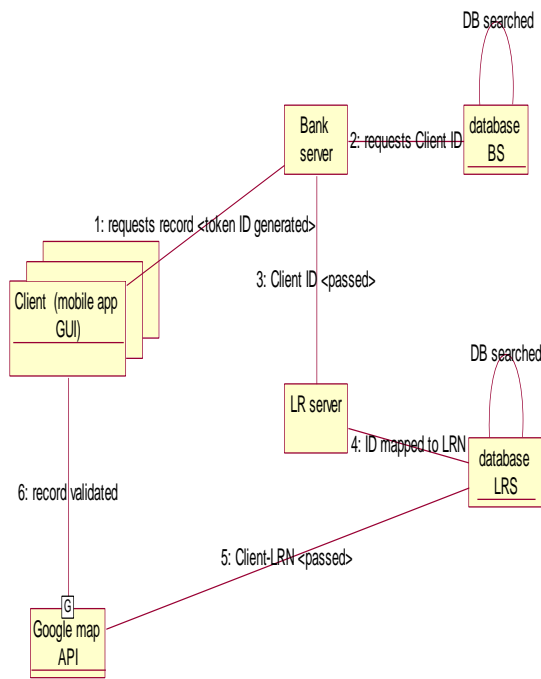 DB searched
Bank
server
2: requests Client ID
database
BS
1: requests record <token ID generated>
3: Client ID <passed>
Client (mobile app
GUI)
DB searched
LR server
4: ID mapped to LRN
database
LRS
6: record validated
5: Client-LRN <passed>
G
Google map
API